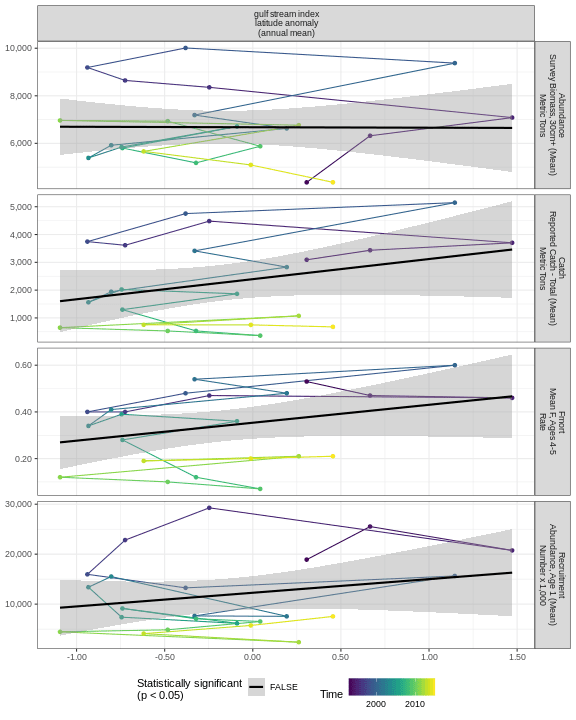 gulf stream index
latitude anomaly
(annual mean)
10,000
8,000
6,000
Abundance
Survey Biomass, 30cm+ (Mean)
Metric Tons
5,000
4,000
3,000
2,000
1,000
Catch
Reported Catch - Total (Mean)
Metric Tons
0.60
0.40
0.20
Fmort
Mean F, Ages 4-5
Rate
30,000
20,000
10,000
Recruitment
Abundance, Age 1 (Mean)
Number x 1,000
-1.00
-0.50
0.00
0.50
1.00
1.50
Statistically significant
(p < 0.05)
FALSE
Time
2000
2010